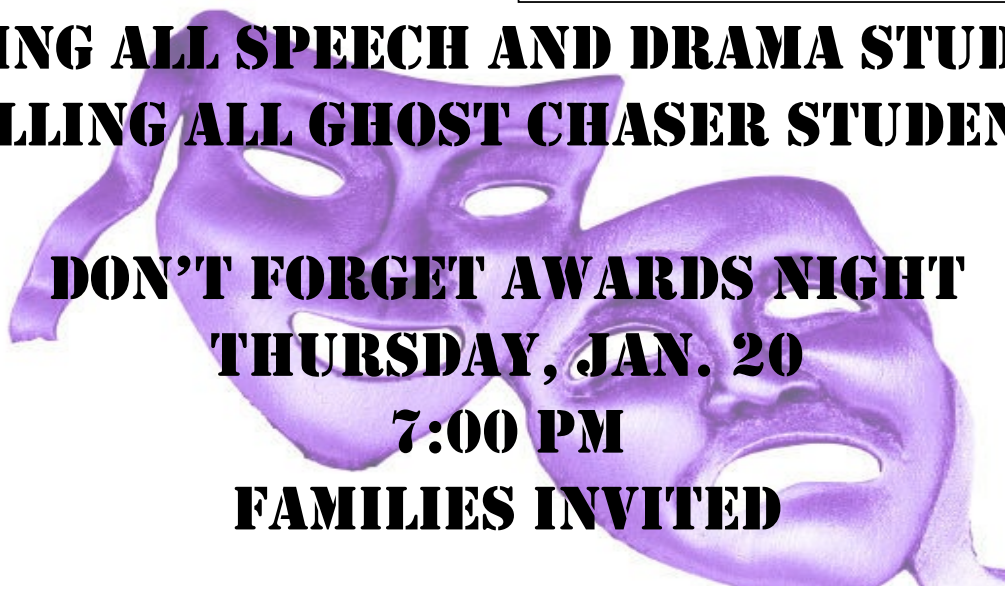 ING ALL SPEECH AND DRAMA STUD
LLING ALL GHOST CHASER STUDEN
DON’T FORGET AWARDS NIGHT
THURSDAY, JAN. 20
7:00 PM
FAMILIES INVITED